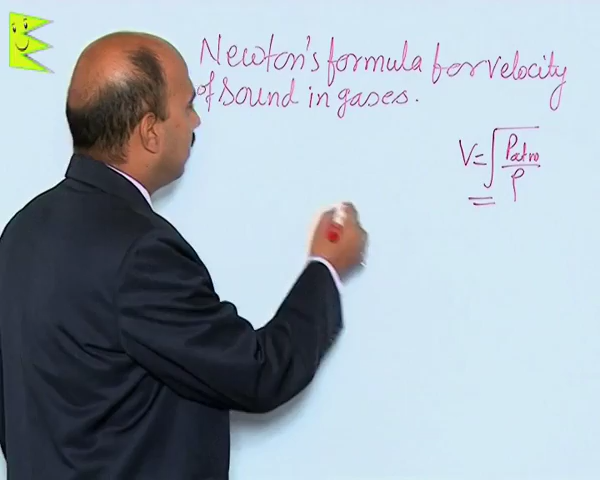 Newton's formula for velocity
of sound in gases.
V = √(Patm/ρ)